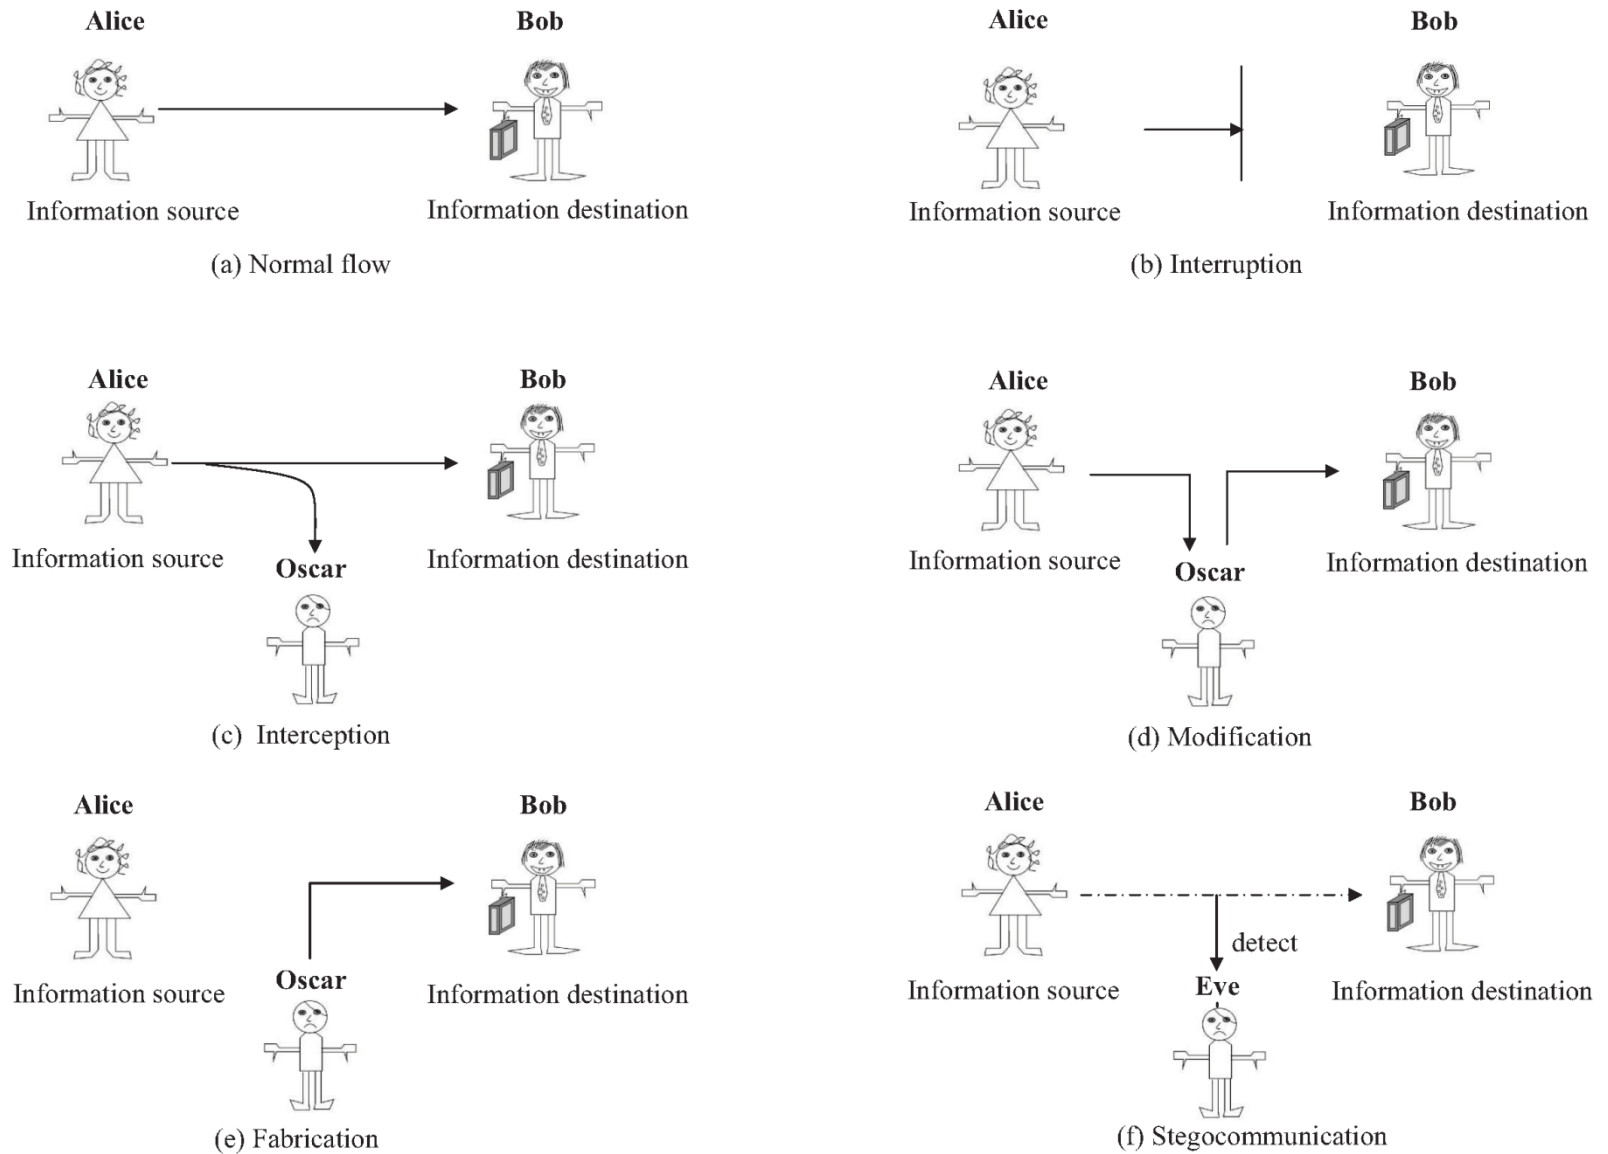 Alice
Bob
Information source
Information destination
(a) Normal flow
Alice
Bob
Information source
Information destination
(b) Interruption
Alice
Bob
Information source
Information destination
Oscar
(c) Interception
Alice
Bob
Information source
Information destination
Oscar
(d) Modification
Alice
Bob
Information source
Oscar
Information destination
(e) Fabrication
Alice
Bob
detect
Information source
Eve
Information destination
(f) Stegocommunication